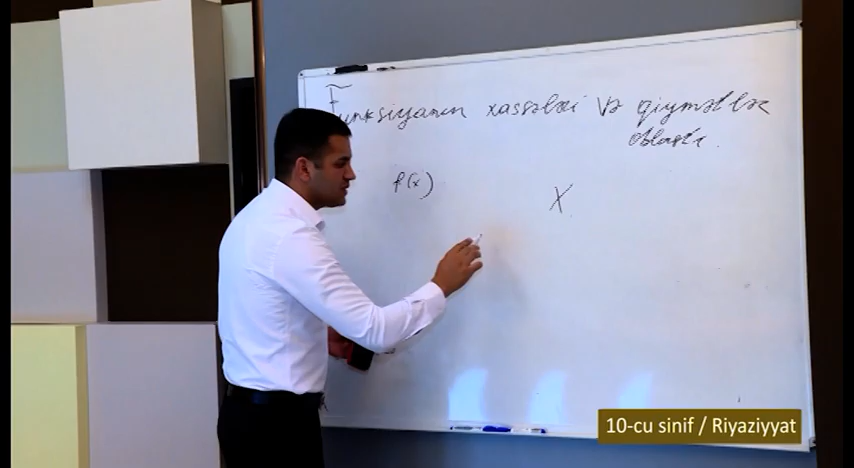 Funksiyanın xassələri və qiymətlər
oblastı.
f(x)
X
10-cu sinif / Riyaziyyat